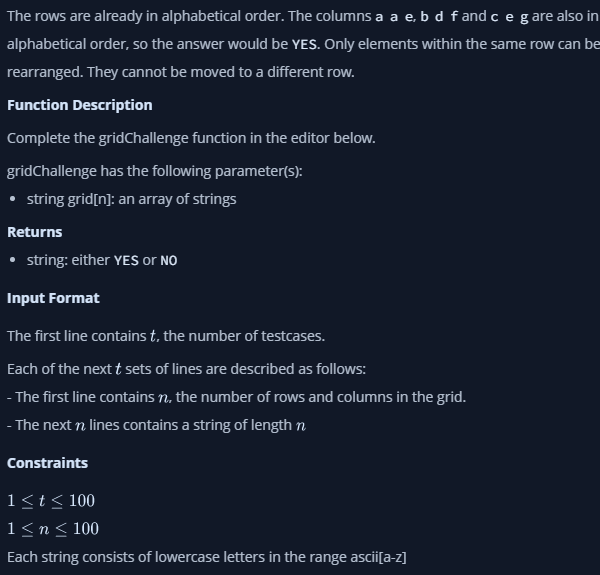 The rows are already in alphabetical order. The columns a a e, b d f and c e g are also in
alphabetical order, so the answer would be YES. Only elements within the same row can be
rearranged. They cannot be moved to a different row.
Function Description
Complete the gridChallenge function in the editor below.
gridChallenge has the following parameter(s):
• string grid[n]: an array of strings
Returns
• string: either YES or NO
Input Format
The first line contains t, the number of testcases.
Each of the next t sets of lines are described as follows:
- The first line contains n, the number of rows and columns in the grid.
- The next n lines contains a string of length n
Constraints
1 ≤ t ≤ 100
1 ≤ n ≤ 100
Each string consists of lowercase letters in the range ascii[a-z]